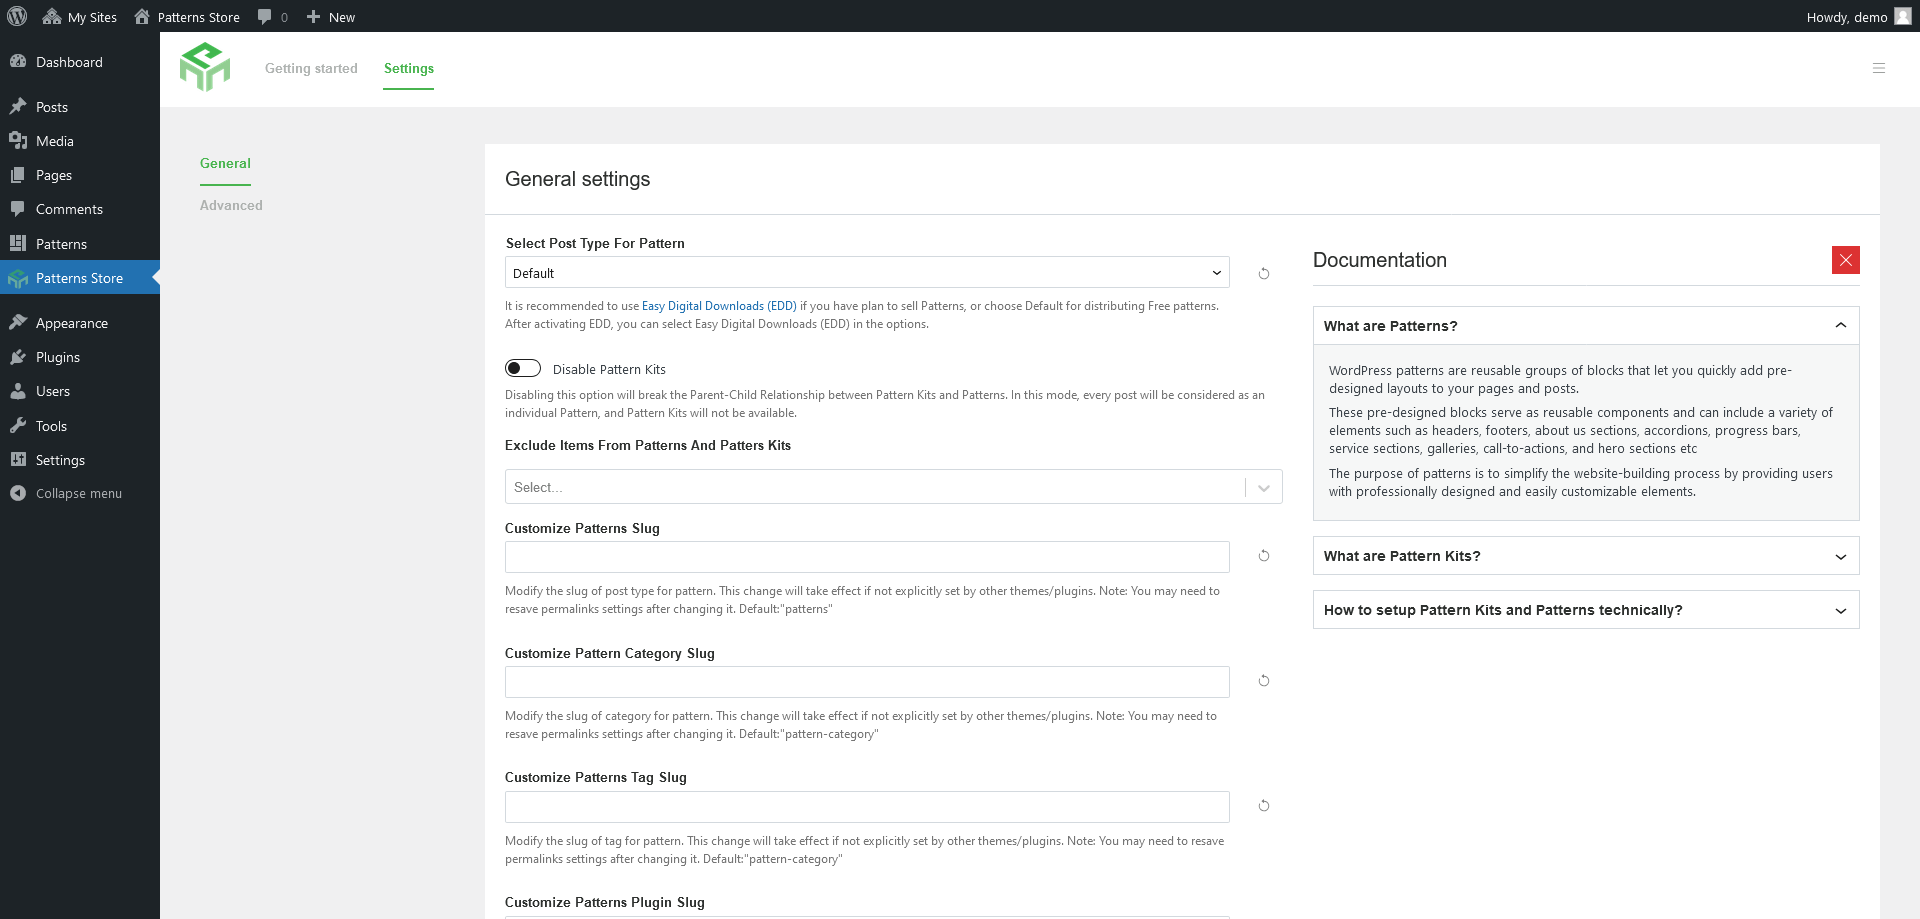 My Sites
Patterns Store
0
New
Howdy, demo
Dashboard
Posts
Media
Pages
Comments
Patterns
Patterns Store
Appearance
Plugins
Users
Tools
Settings
Collapse menu
Getting started
Settings
General
Advanced
General settings
Select Post Type For Pattern
Default
It is recommended to use Easy Digital Downloads (EDD) if you have plan to sell Patterns, or choose Default for distributing Free patterns.
After activating EDD, you can select Easy Digital Downloads (EDD) in the options.
Disable Pattern Kits
Disabling this option will break the Parent-Child Relationship between Pattern Kits and Patterns. In this mode, every post will be considered as an
individual Pattern, and Pattern Kits will not be available.
Exclude Items From Patterns And Patters Kits
Select...
Customize Patterns Slug
Modify the slug of post type for pattern. This change will take effect if not explicitly set by other themes/plugins. Note: You may need to
resave permalinks settings after changing it. Default:"patterns"
Customize Pattern Category Slug
Modify the slug of category for pattern. This change will take effect if not explicitly set by other themes/plugins. Note: You may need to
resave permalinks settings after changing it. Default:"pattern-category"
Customize Patterns Tag Slug
Modify the slug of tag for pattern. This change will take effect if not explicitly set by other themes/plugins. Note: You may need to resave
permalinks settings after changing it. Default:"pattern-category"
Customize Patterns Plugin Slug
Documentation
What are Patterns?
WordPress patterns are reusable groups of blocks that let you quickly add pre-
designed layouts to your pages and posts.
These pre-designed blocks serve as reusable components and can include a variety of
elements such as headers, footers, about us sections, accordions, progress bars,
service sections, galleries, call-to-actions, and hero sections etc
The purpose of patterns is to simplify the website-building process by providing users
with professionally designed and easily customizable elements.
What are Pattern Kits?
How to setup Pattern Kits and Patterns technically?